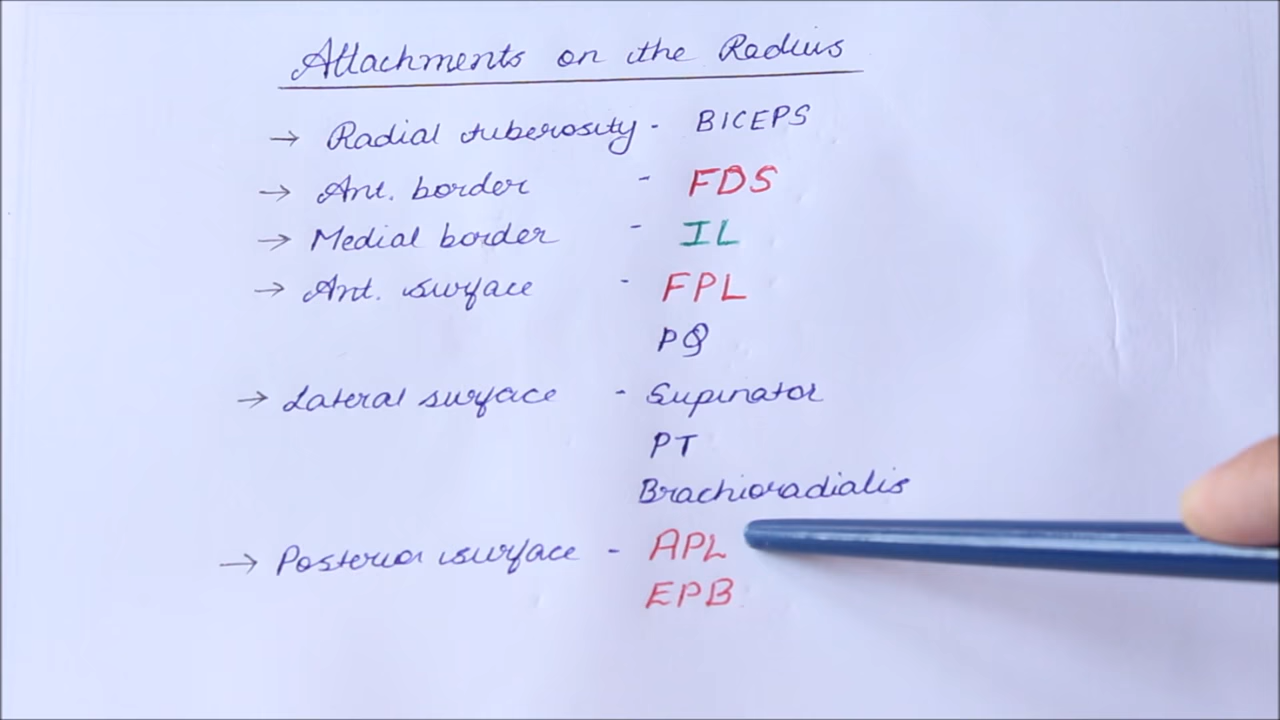 Attachments on the Radius
→ Radial tuberosity - BICEPS
→ Ant. border - FDS
→ Medial border - IL
→ Ant. surface - FPL
PQ
→ Lateral surface - Supinator
PT
Brachioradialis
→ Posterior surface - APL
EPB